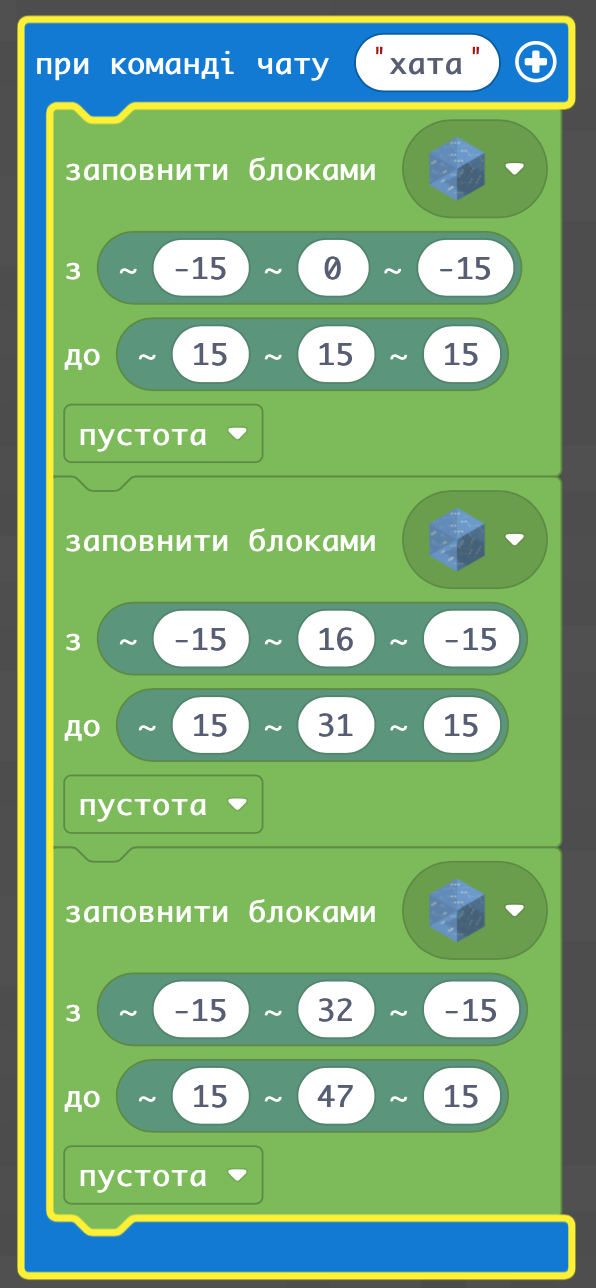 при команді чату "хата"
заповнити блоками
з ~ -15 ~ 0 ~ -15
до ~ 15 ~ 15 ~ 15
пустота
заповнити блоками
з ~ -15 ~ 16 ~ -15
до ~ 15 ~ 31 ~ 15
пустота
заповнити блоками
з ~ -15 ~ 32 ~ -15
до ~ 15 ~ 47 ~ 15
пустота